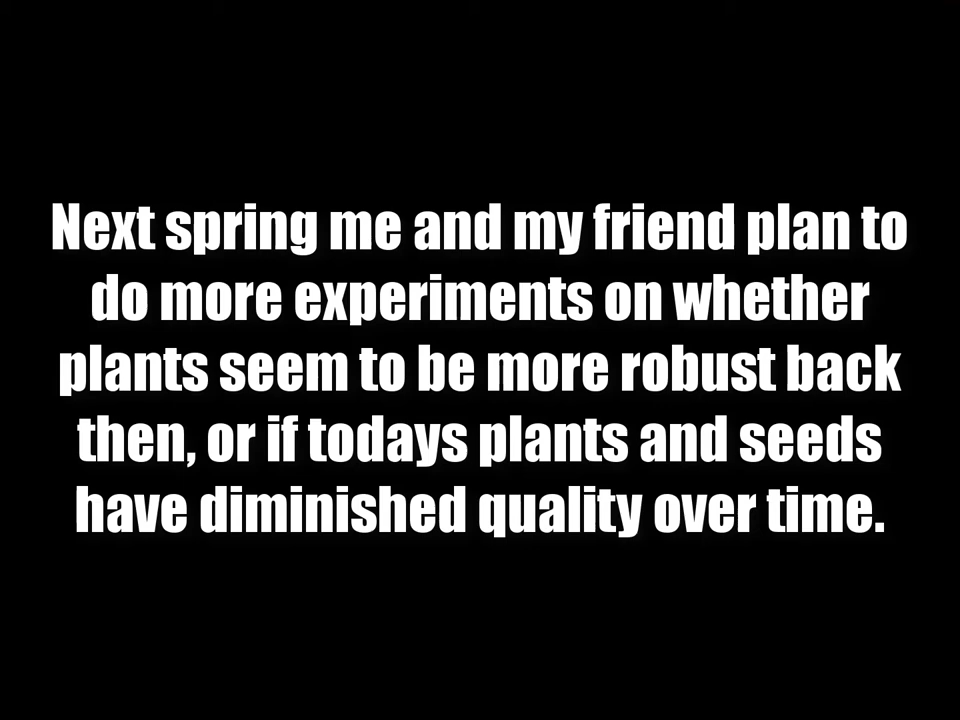 Next spring me and my friend plan to
do more experiments on whether
plants seem to be more robust back
then, or if todays plants and seeds
have diminished quality over time.